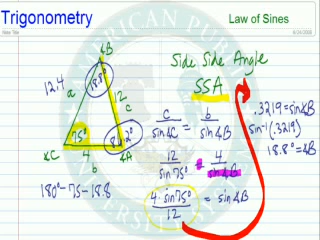 Trigonometry
Law of Sines
∡B
Side Side Angle
SSA
12.4
a
18.8°
12
c
75°
∡C
4
b
∡A
180°-75-18.8
c / sin∡C = b / sin∡B
12 / sin75° = 4 / sin∡B
4·sin75° / 12 = sin∡B
.3219 = sin∡B
sin-1(.3219)
18.8° = ∡B